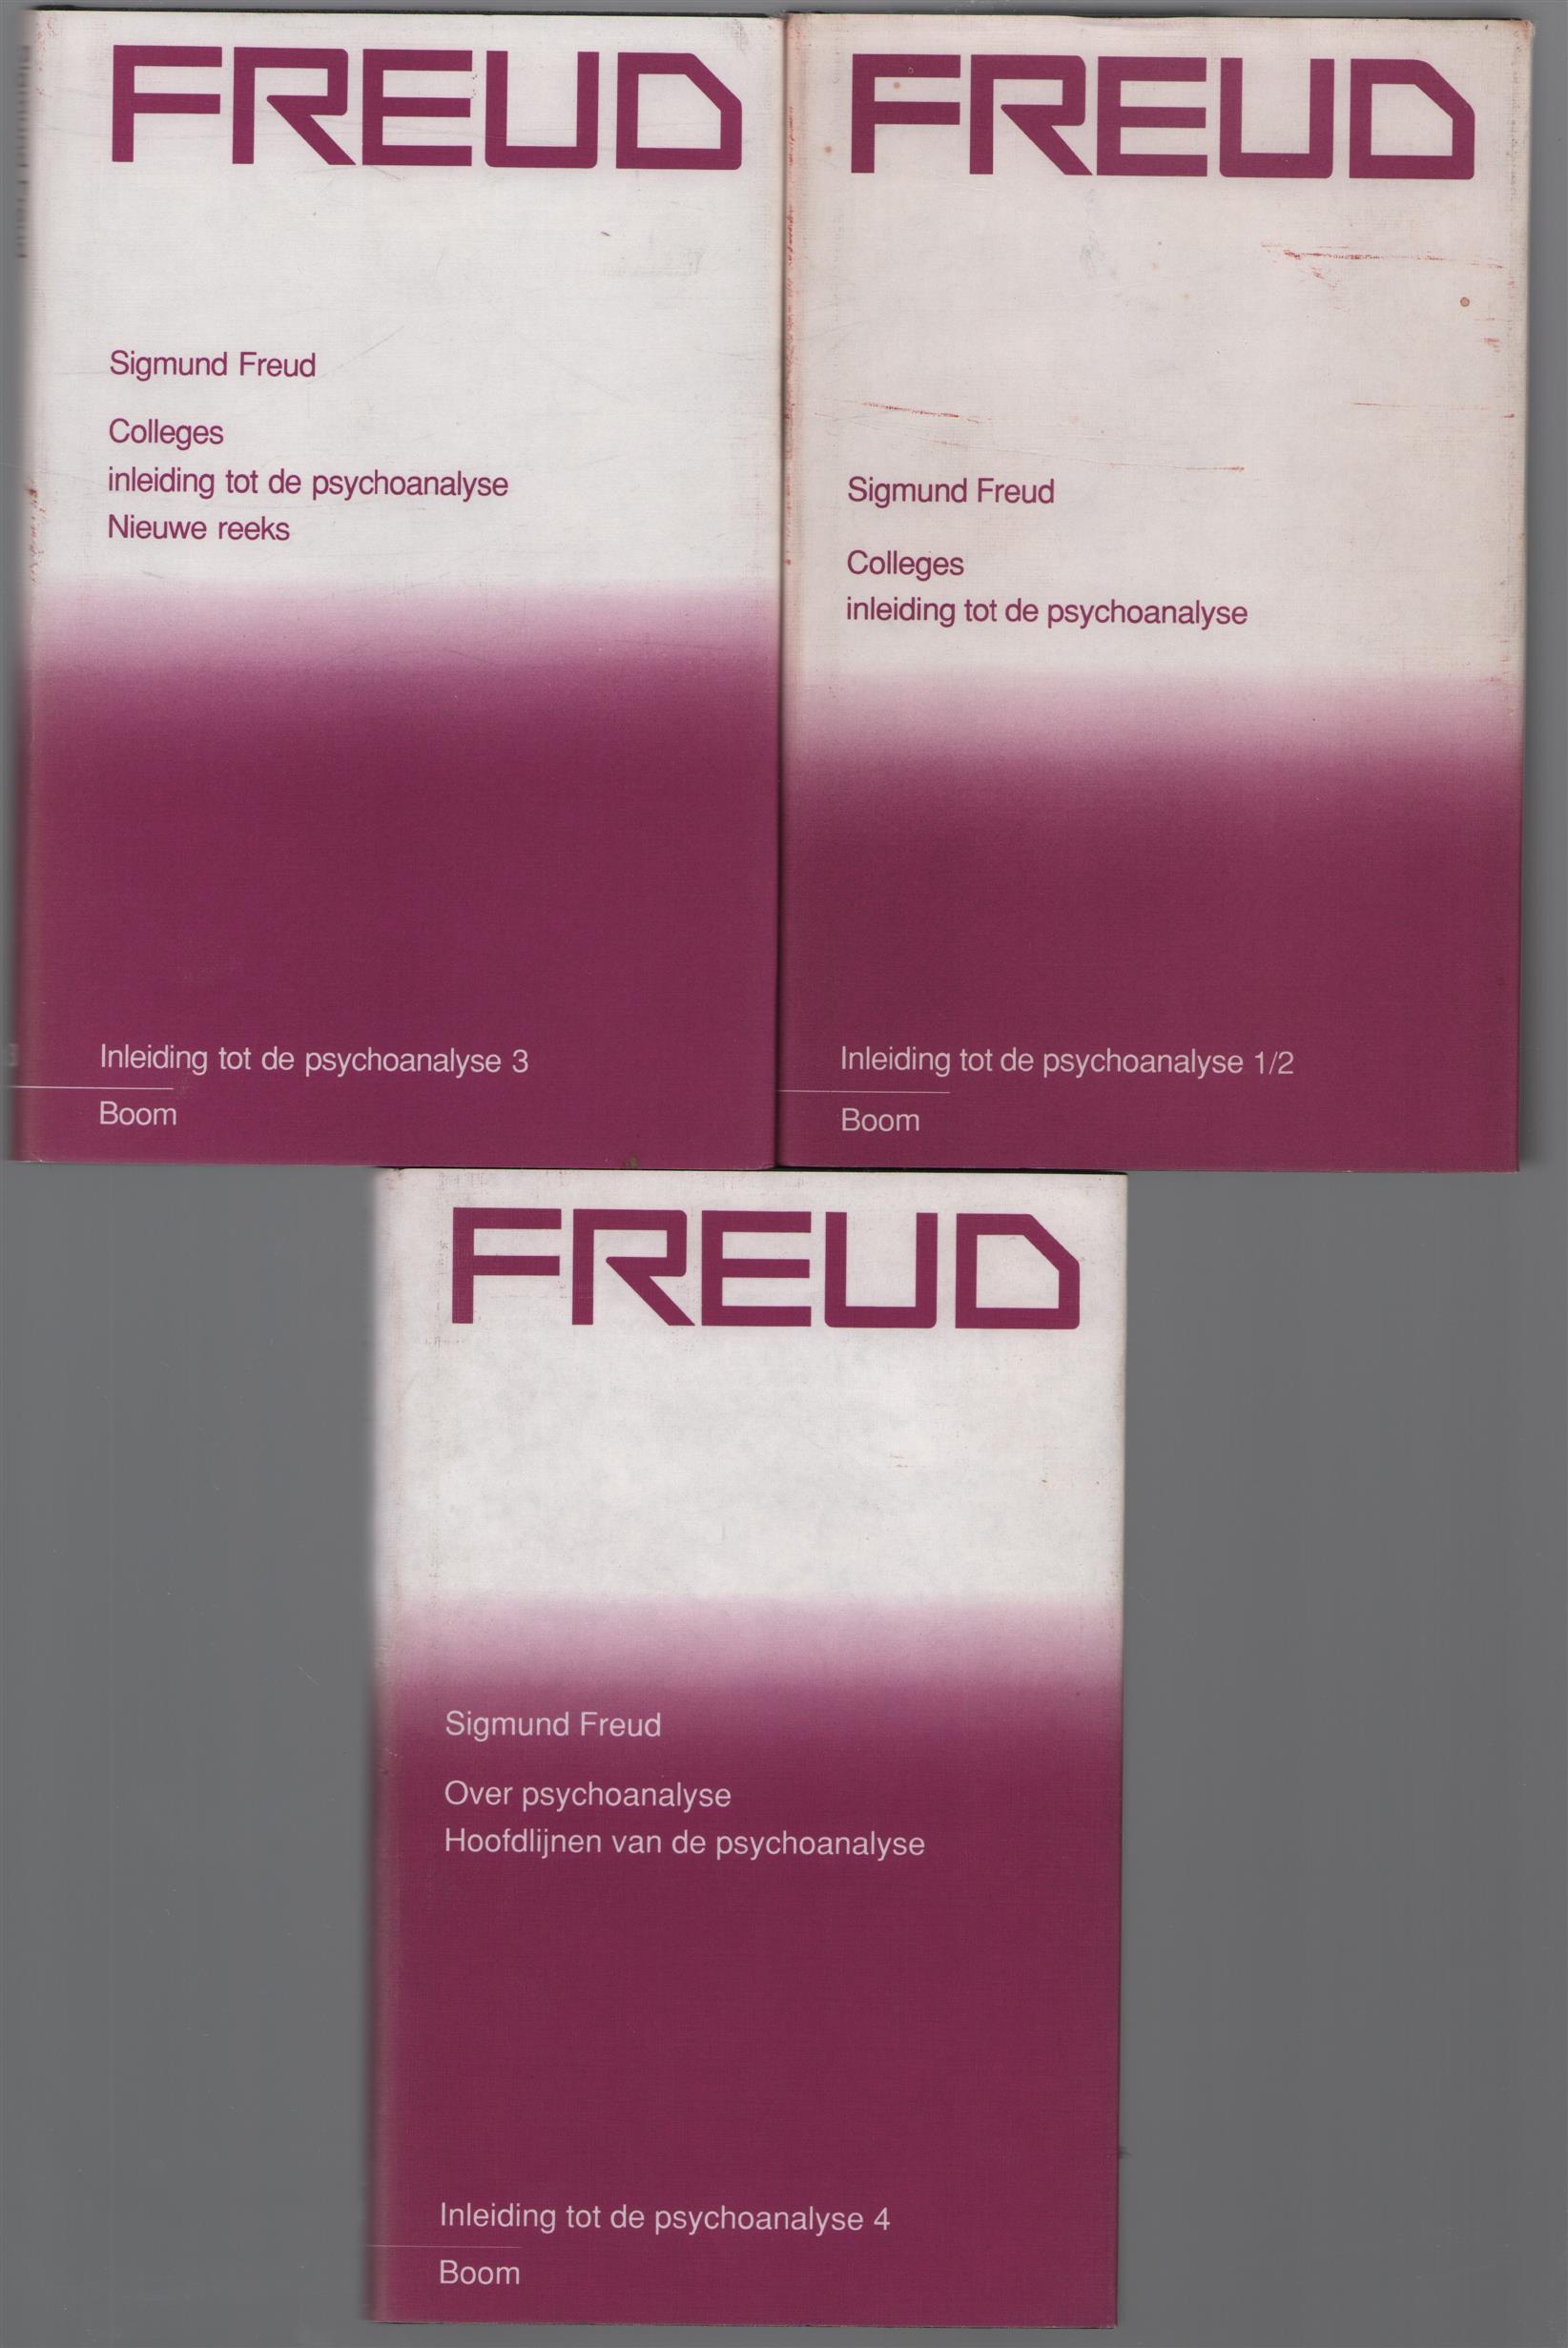 FREUD
Sigmund Freud
Colleges
inleiding tot de psychoanalyse
Nieuwe reeks
Inleiding tot de psychoanalyse 3
Boom
FREUD
Sigmund Freud
Colleges
inleiding tot de psychoanalyse
Inleiding tot de psychoanalyse 1/2
Boom
FREUD
Sigmund Freud
Over psychoanalyse
Hoofdlijnen van de psychoanalyse
Inleiding tot de psychoanalyse 4
Boom